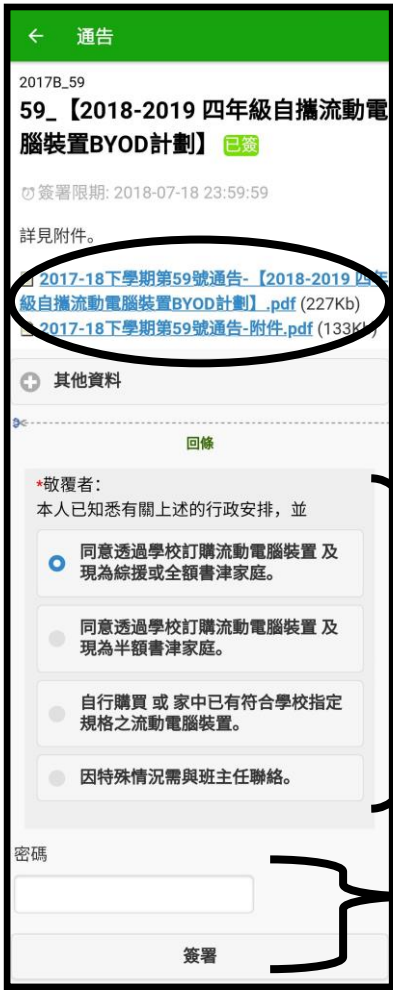 通告
2017B_59
59_【2018-2019 四年級自攜流動電
腦裝置BYOD計劃】 已簽
簽署限期: 2018-07-18 23:59:59
詳見附件。
2017-18下學期第59號通告-【2018-2019 四年
級自攜流動電腦裝置BYOD計劃】.pdf (227Kb)
2017-18下學期第59號通告-附件.pdf (133Kb)
其他資料
回條
*敬覆者：
本人已知悉有關上述的行政安排，並
同意透過學校訂購流動電腦裝置 及
現為綜援或全額書津家庭。
同意透過學校訂購流動電腦裝置 及
現為半額書津家庭。
自行購買 或 家中已有符合學校指定
規格之流動電腦裝置。
因特殊情況需與班主任聯絡。
密碼
簽署